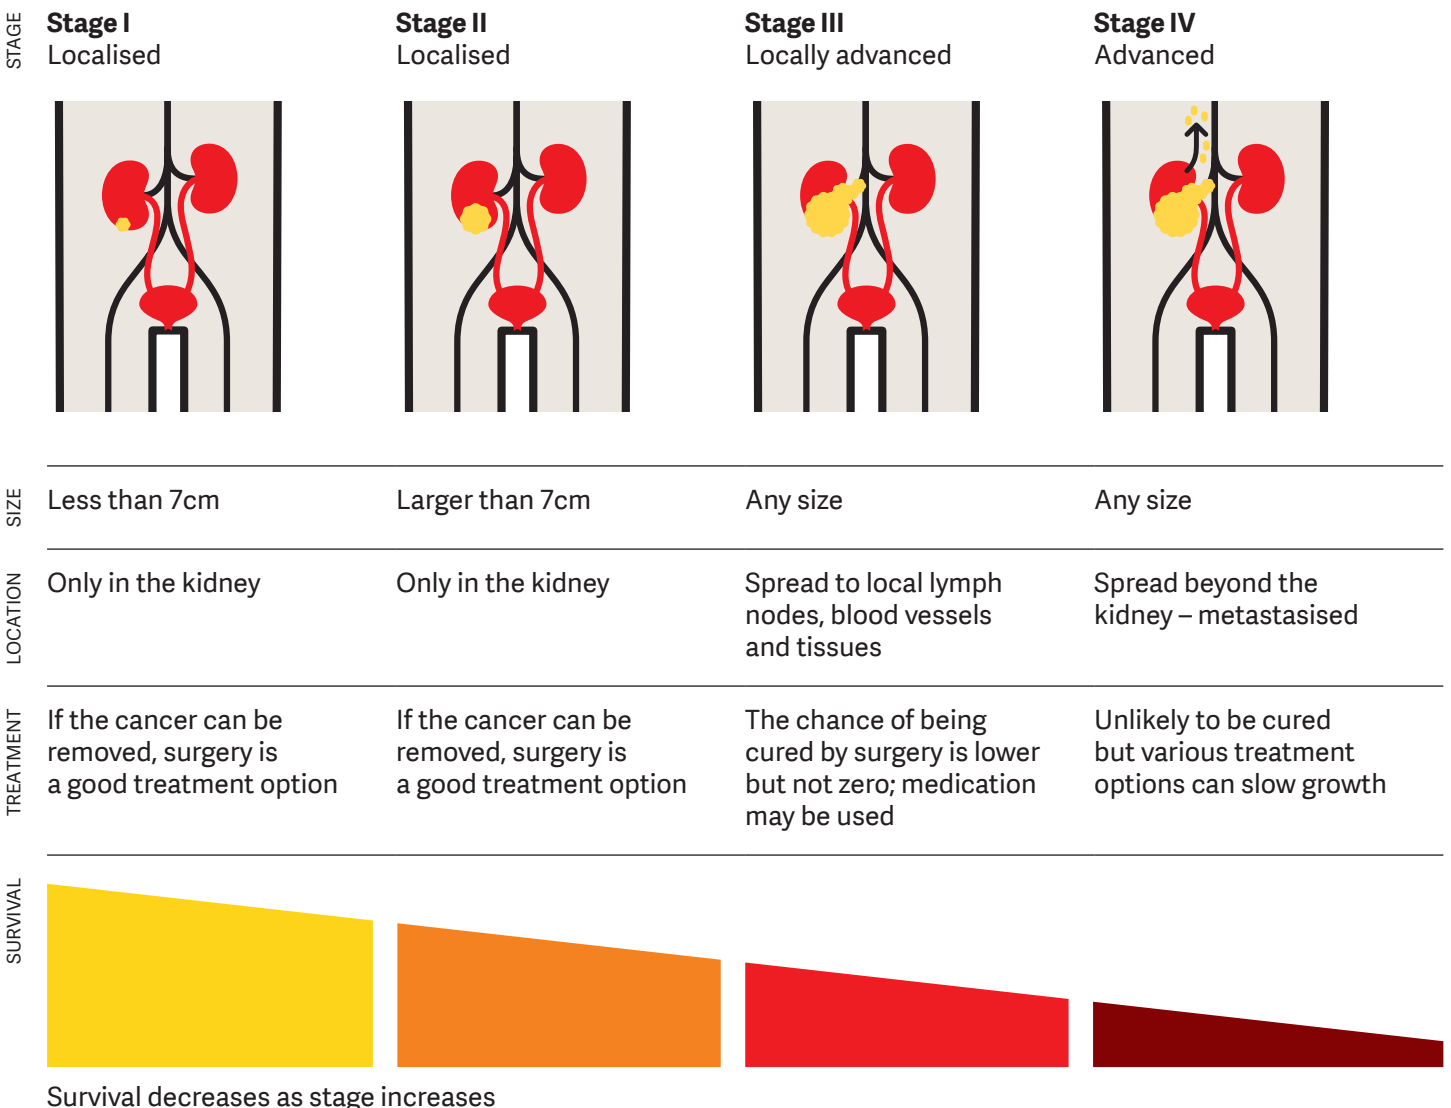 STAGE
Stage I
Localised
Stage II
Localised
Stage III
Locally advanced
Stage IV
Advanced
SIZE
Less than 7cm
Larger than 7cm
Any size
Any size
LOCATION
Only in the kidney
Only in the kidney
Spread to local lymph
nodes, blood vessels
and tissues
Spread beyond the
kidney – metastasised
TREATMENT
If the cancer can be
removed, surgery is
a good treatment option
If the cancer can be
removed, surgery is
a good treatment option
The chance of being
cured by surgery is lower
but not zero; medication
may be used
Unlikely to be cured
but various treatment
options can slow growth
SURVIVAL
Survival decreases as stage increases